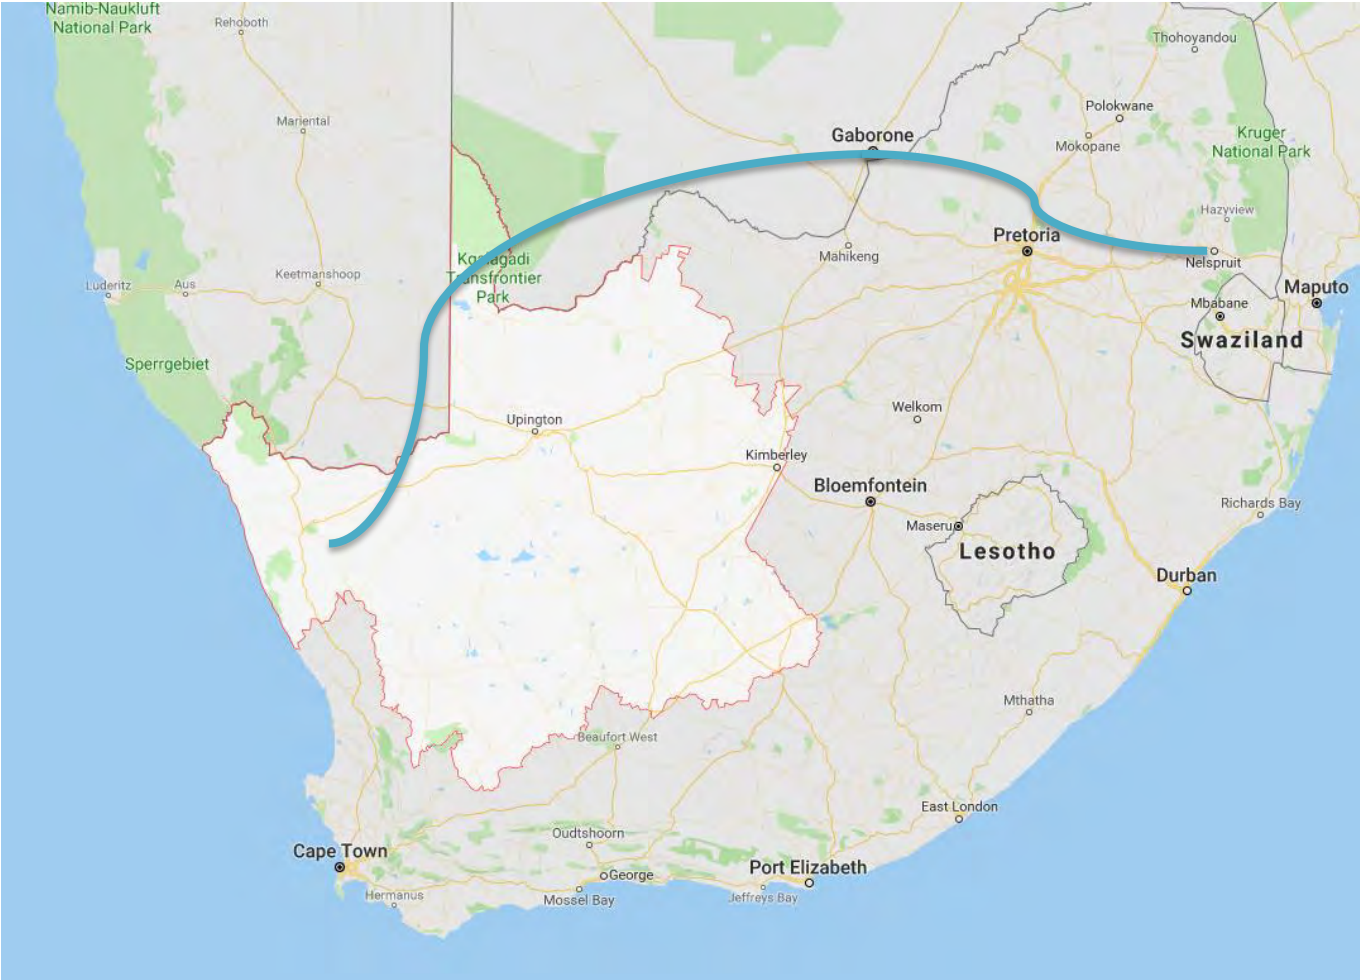 Namib-Naukluft
National Park
Rehoboth
Thohoyandou
Polokwane
Mariental
Gaborone
Kruger
National Park
Mokopane
Hazyview
Pretoria
Mahikeng
Kgalagadi
Transfrontier
Park
Nelspruit
Keetmanshoop
Luderitz
Aus
Maputo
Mbabane
Swaziland
Sperrgebiet
Welkom
Upington
Kimberley
Bloemfontein
Richards Bay
Maseru
Lesotho
Durban
Mthatha
Beaufort West
East London
Oudtshoorn
Cape Town
Port Elizabeth
George
Hermanus
Mossel Bay
Jeffreys Bay